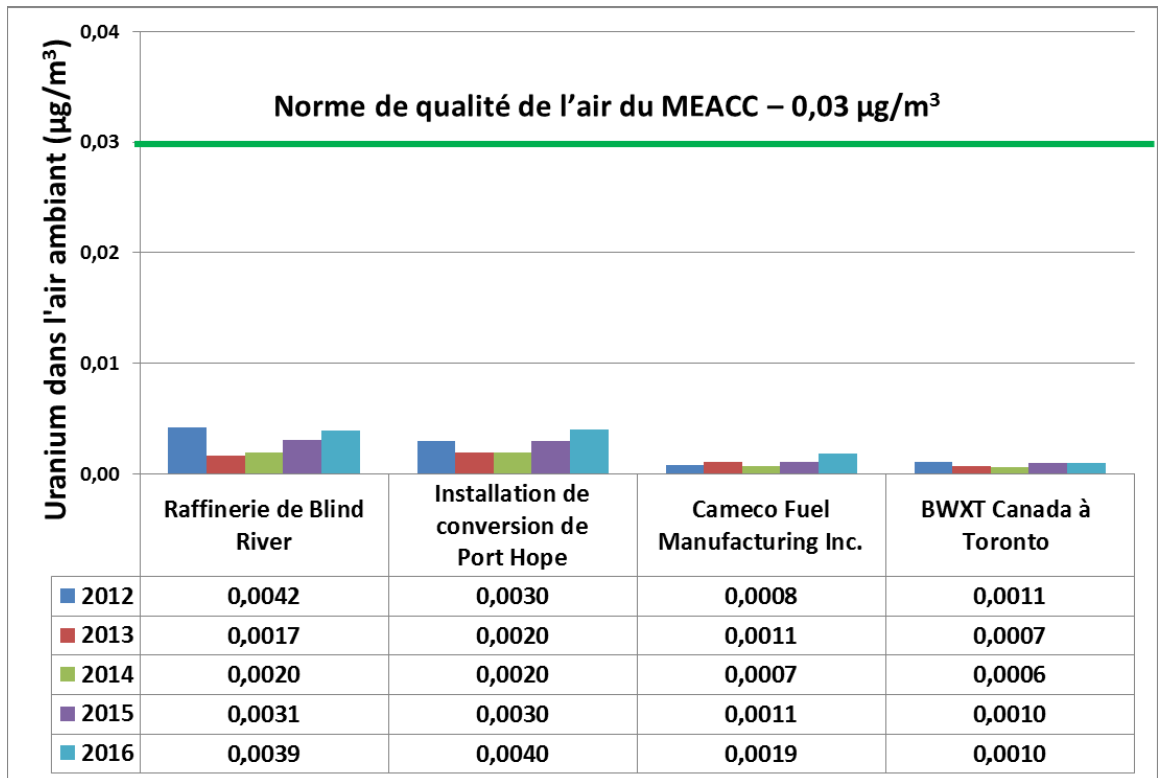 Uranium dans l'air ambiant (µg/m³)
0,04
0,03
0,02
0,01
0,00
Norme de qualité de l’air du MEACC – 0,03 µg/m³
Raffinerie de Blind
River
Installation de
conversion de
Port Hope
Cameco Fuel
Manufacturing Inc.
BWXT Canada à
Toronto
2012 0,0042 0,0030 0,0008 0,0011
2013 0,0017 0,0020 0,0011 0,0007
2014 0,0020 0,0020 0,0007 0,0006
2015 0,0031 0,0030 0,0011 0,0010
2016 0,0039 0,0040 0,0019 0,0010